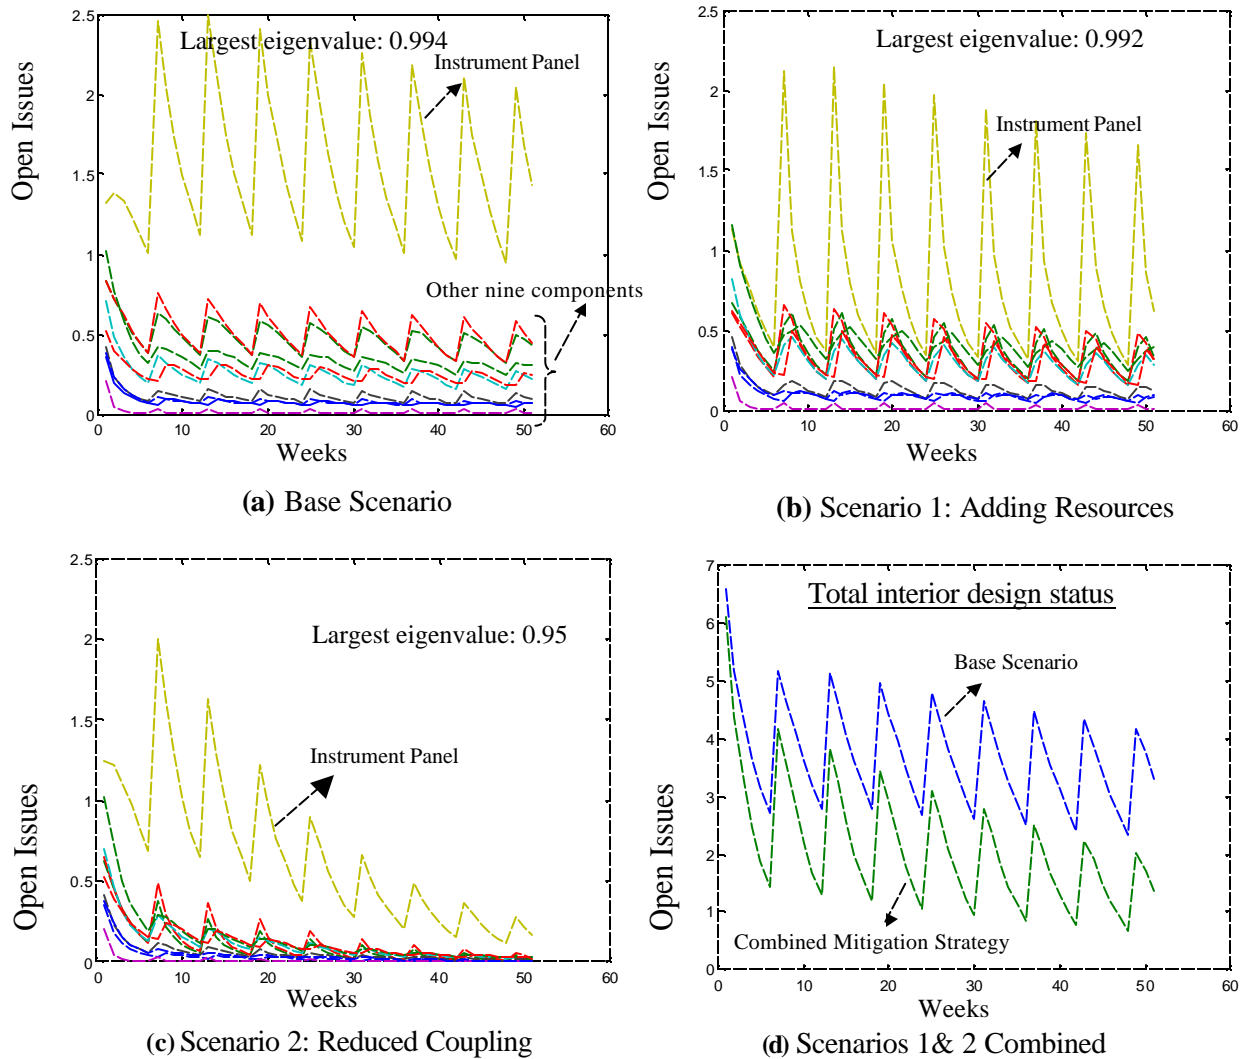 2.5
2
1.5
1
0.5
0
0
10
20
30
40
50
60
Open Issues
Weeks
Largest eigenvalue: 0.994
Instrument Panel
Other nine components
(a) Base Scenario
2.5
2
1.5
1
0.5
0
0
10
20
30
40
50
60
Open Issues
Weeks
Largest eigenvalue: 0.992
Instrument Panel
(b) Scenario 1: Adding Resources
2.5
2
1.5
1
0.5
0
0
10
20
30
40
50
60
Open Issues
Weeks
Largest eigenvalue: 0.95
Instrument Panel
(c) Scenario 2: Reduced Coupling
7
6
5
4
3
2
1
0
0
10
20
30
40
50
60
Open Issues
Weeks
Total interior design status
Base Scenario
Combined Mitigation Strategy
(d) Scenarios 1& 2 Combined